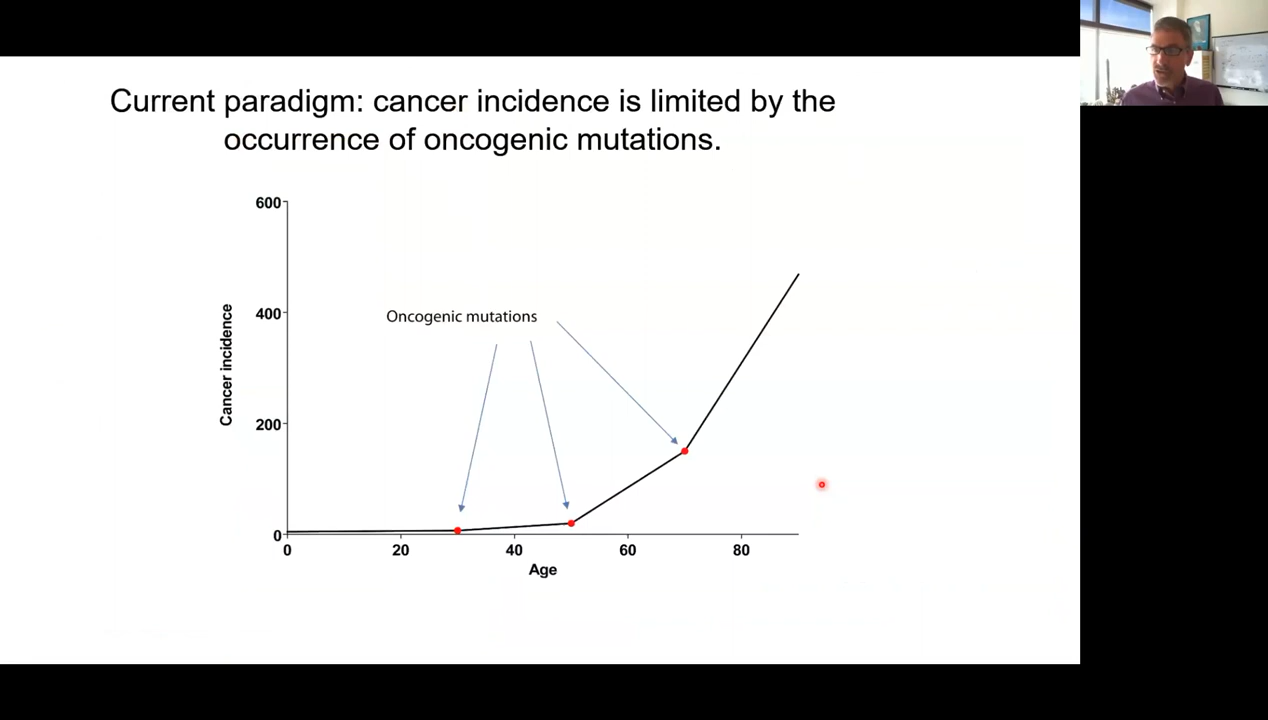 Current paradigm: cancer incidence is limited by the
occurrence of oncogenic mutations.
600
400
200
0
Cancer incidence
Oncogenic mutations
0 20 40 60 80
Age